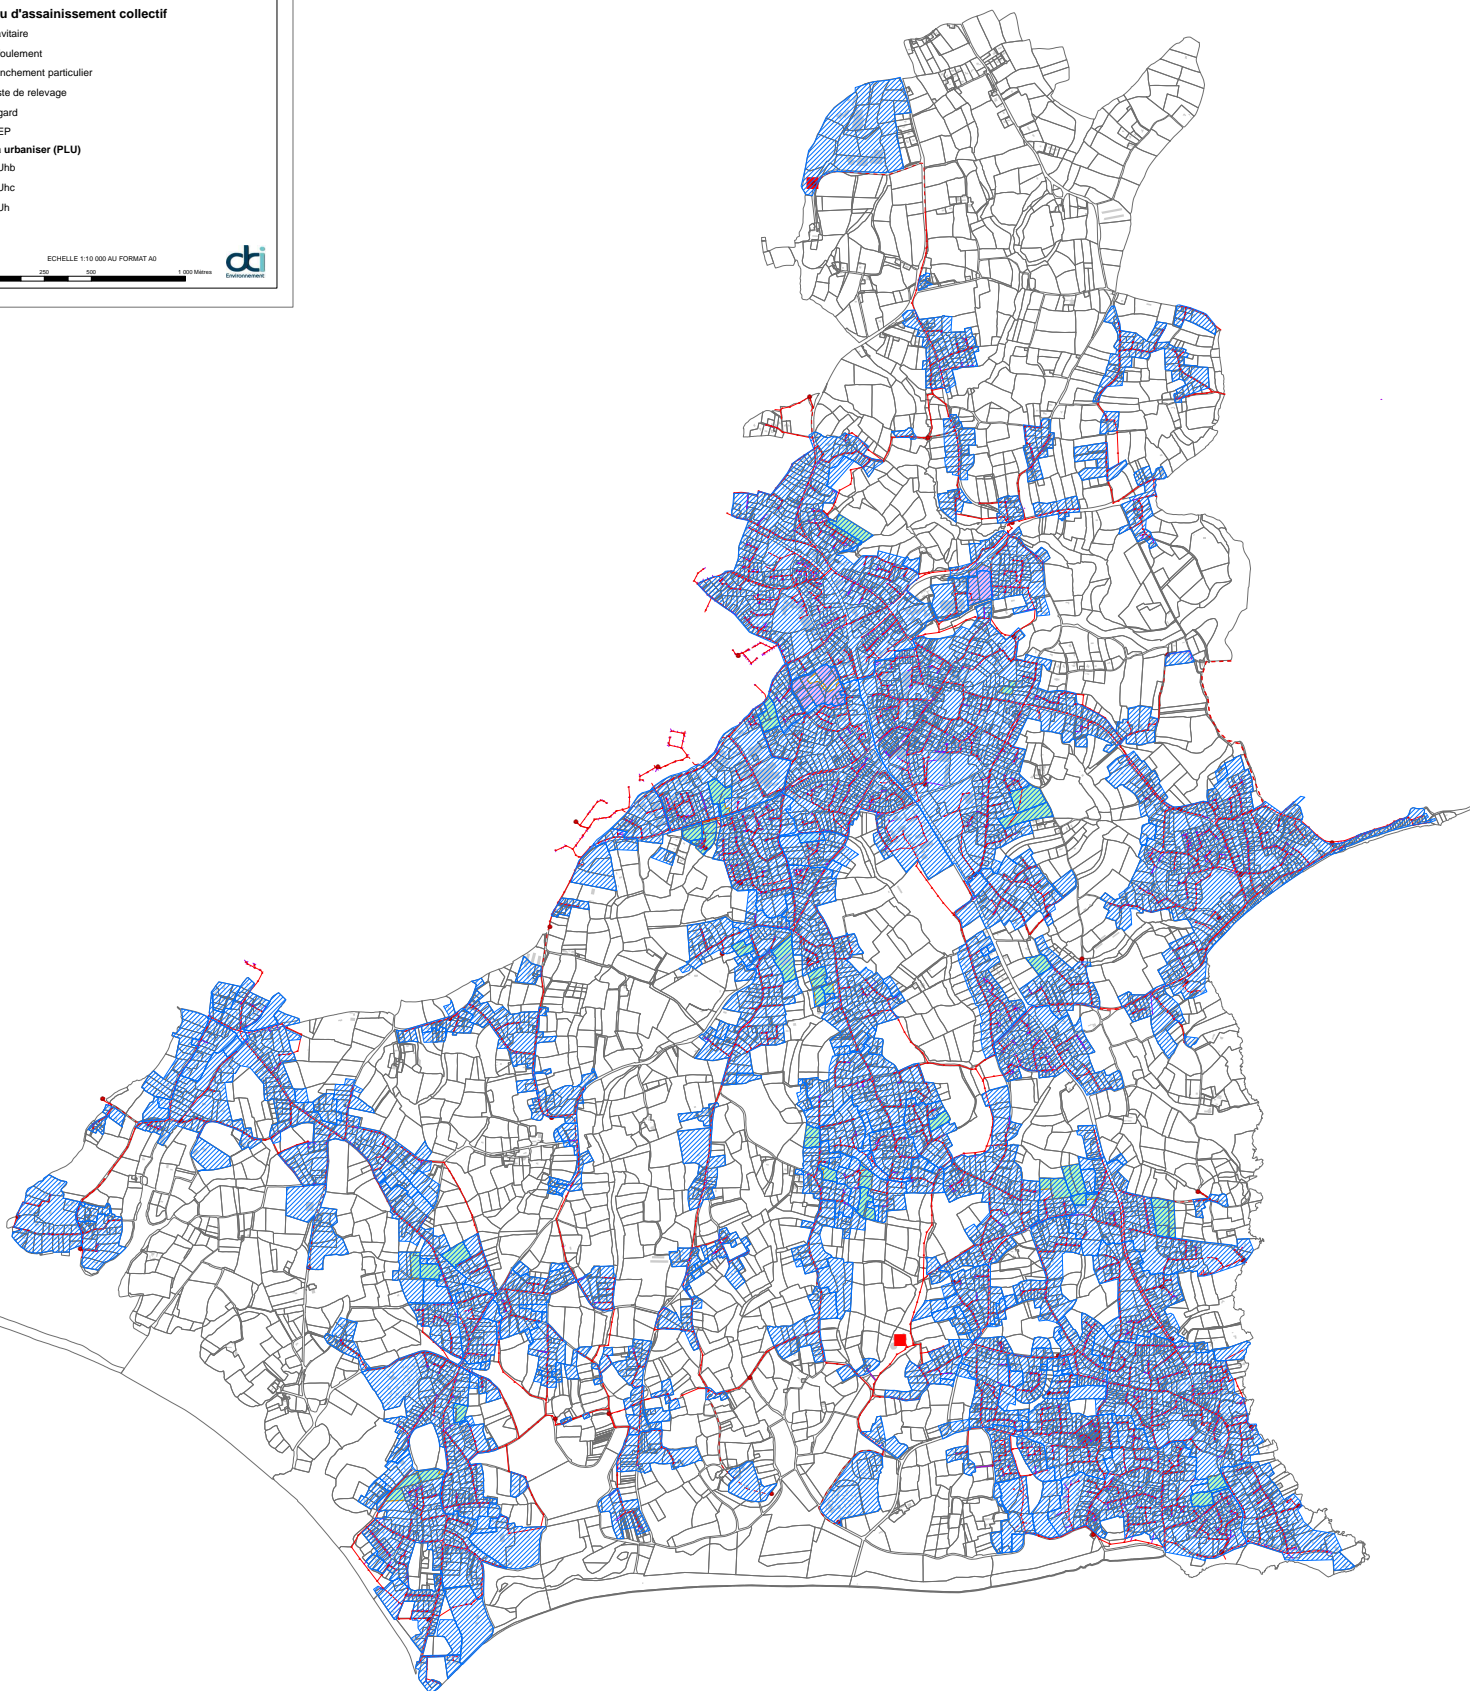 u d'assainissement collectif
vitaire
oulement
nchement particulier
ste de relevage
gard
EP
urbaniser (PLU)
Uhb
Uhc
Uh
ECHELLE 1:10 000 AU FORMAT A0
250 500 1 000 Mètres
dci
Environnement